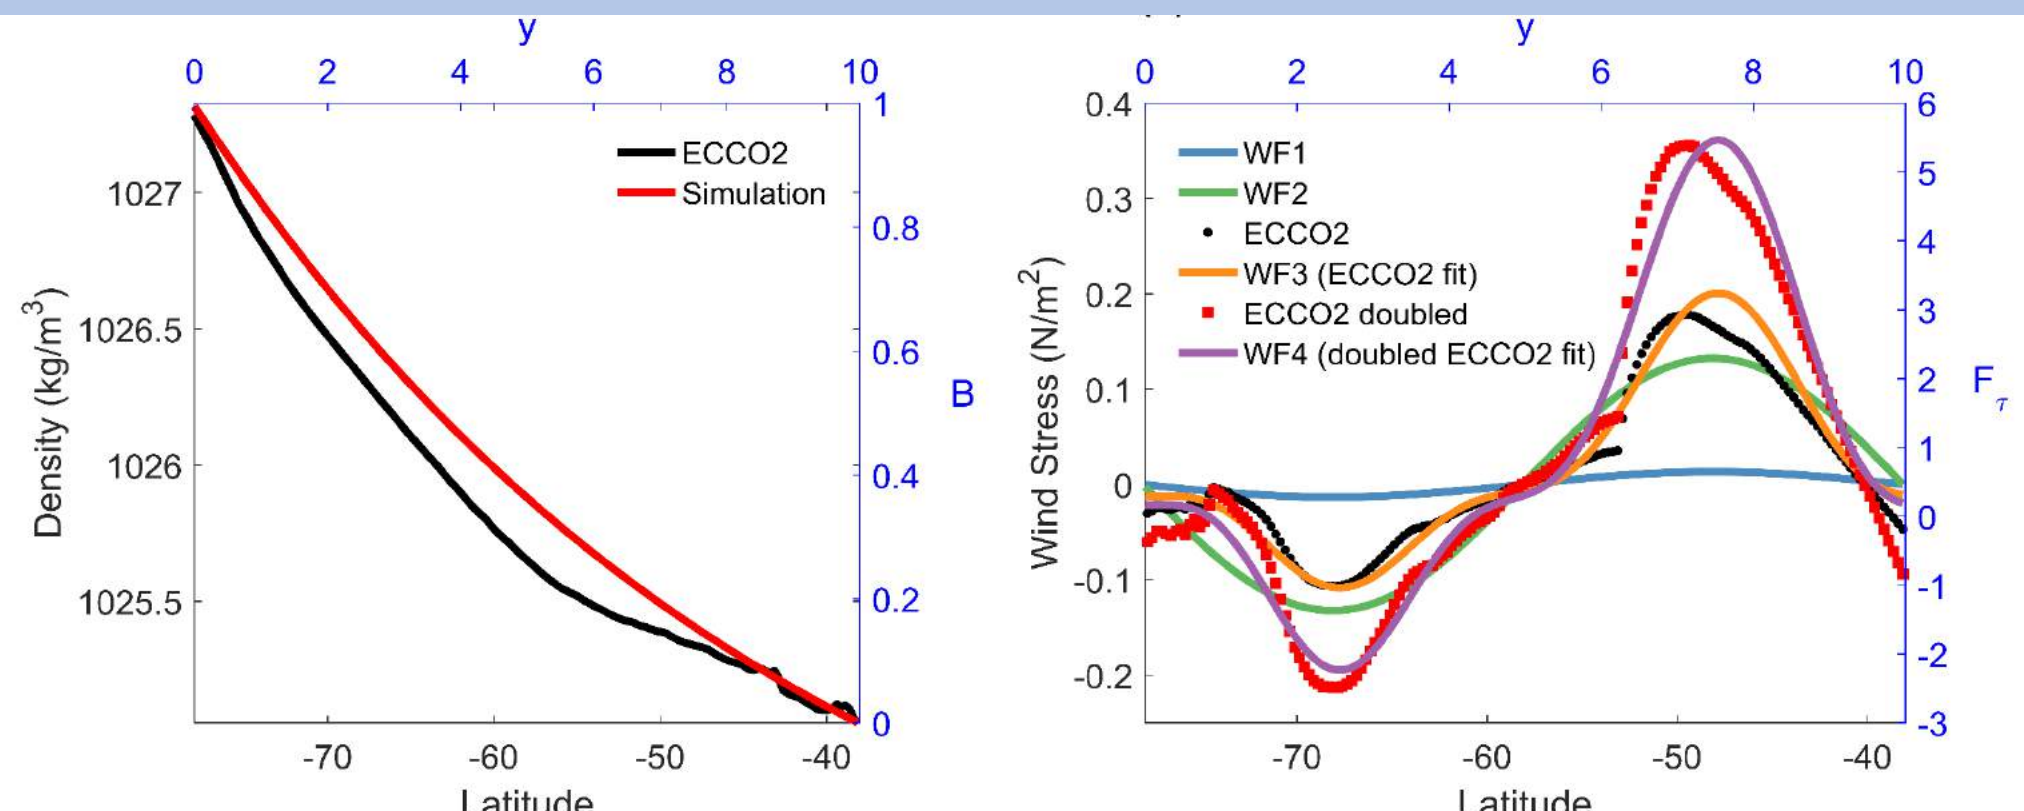 y
0 2 4 6 8 10
1
ECCO2
Simulation
1027
0.8
1026.5
0.6
Density (kg/m3)
B
1026
0.4
1025.5
0.2
0
-70 -60 -50 -40
Latitude
y
0 2 4 6 8 10
0.4
6
WF1
WF2
ECCO2
WF3 (ECCO2 fit)
ECCO2 doubled
WF4 (doubled ECCO2 fit)
5
0.3
4
0.2
3
Wind Stress (N/m2)
2
Fτ
0.1
1
0
0
-0.1
-1
-2
-0.2
-3
-70 -60 -50 -40
Latitude